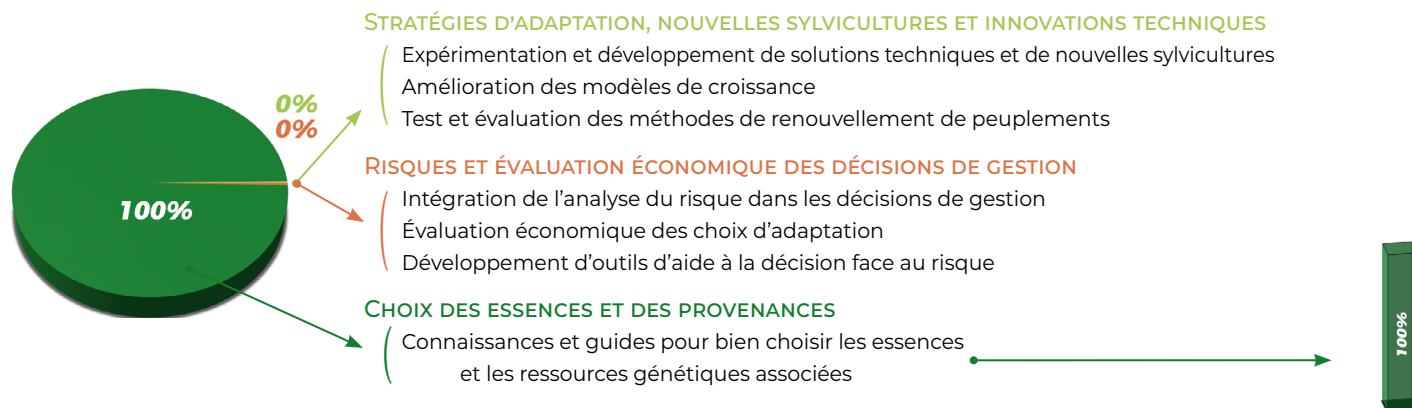 STRATÉGIES D'ADAPTATION, NOUVELLES SYLVICULTURES ET INNOVATIONS TECHNIQUES
Expérimentation et développement de solutions techniques et de nouvelles sylvicultures
Amélioration des modèles de croissance
Test et évaluation des méthodes de renouvellement de peuplements
0%
0%
100%
RISQUES ET ÉVALUATION ÉCONOMIQUE DES DÉCISIONS DE GESTION
Intégration de l'analyse du risque dans les décisions de gestion
Évaluation économique des choix d'adaptation
Développement d'outils d'aide à la décision face au risque
CHOIX DES ESSENCES ET DES PROVENANCES
Connaissances et guides pour bien choisir les essences
et les ressources génétiques associées
100%